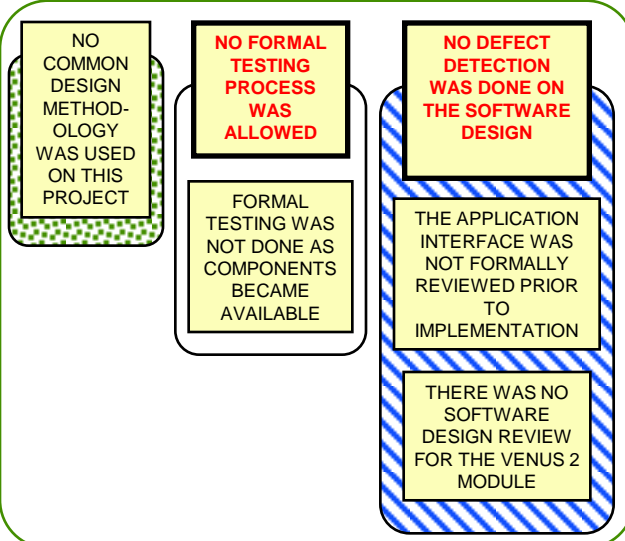 NO
COMMON
DESIGN
METHOD-
OLOGY
WAS USED
ON THIS
PROJECT
NO FORMAL
TESTING
PROCESS
WAS
ALLOWED
FORMAL
TESTING WAS
NOT DONE AS
COMPONENTS
BECAME
AVAILABLE
NO DEFECT
DETECTION
WAS DONE ON
THE SOFTWARE
DESIGN
THE APPLICATION
INTERFACE WAS
NOT FORMALLY
REVIEWED PRIOR
TO
IMPLEMENTATION
THERE WAS NO
SOFTWARE
DESIGN REVIEW
FOR THE VENUS 2
MODULE